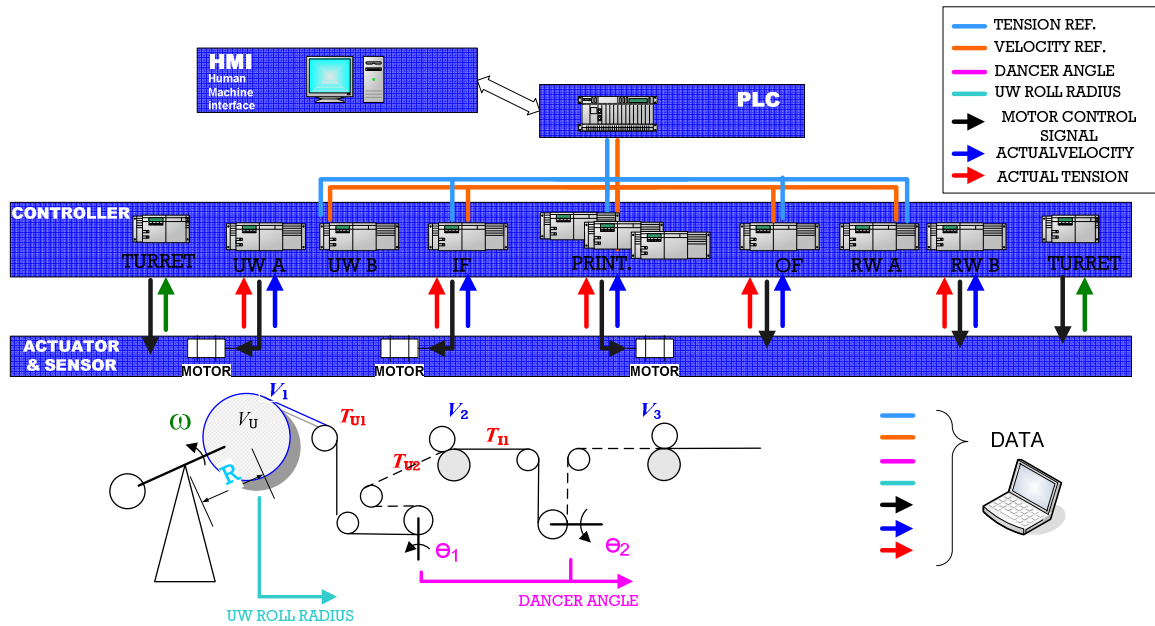 HMI
Human
Machine
interface
PLC
TENSION REF.
VELOCITY REF.
DANCER ANGLE
UW ROLL RADIUS
MOTOR CONTROL
SIGNAL
ACTUALVELOCITY
ACTUAL TENSION
CONTROLLER
TURRET
UW A
UW B
IF
PRINT.
OF
RW A
RW B
TURRET
ACTUATOR
& SENSOR
MOTOR
MOTOR
MOTOR
V1
VU
TU1
V2
TI1
V3
ω
R
TU2
Θ1
Θ2
UW ROLL RADIUS
DANCER ANGLE
DATA